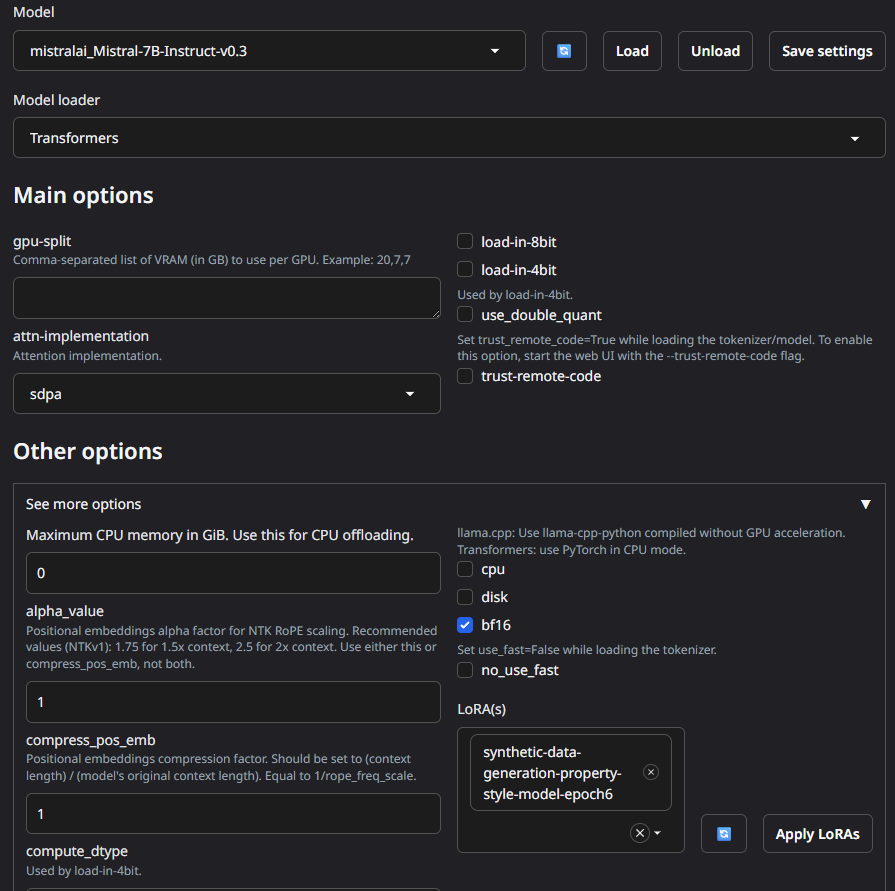 Model
mistralai_Mistral-7B-Instruct-v0.3
Load
Unload
Save settings
Model loader
Transformers
Main options
gpu-split
Comma-separated list of VRAM (in GB) to use per GPU. Example: 20,7,7
attn-implementation
Attention implementation.
sdpa
load-in-8bit
load-in-4bit
Used by load-in-4bit.
use_double_quant
Set trust_remote_code=True while loading the tokenizer/model. To enable
this option, start the web UI with the --trust-remote-code flag.
trust-remote-code
Other options
See more options
Maximum CPU memory in GiB. Use this for CPU offloading.
0
alpha_value
Positional embeddings alpha factor for NTK RoPE scaling. Recommended
values (NTKv1): 1.75 for 1.5x context, 2.5 for 2x context. Use either this or
compress_pos_emb, not both.
1
compress_pos_emb
Positional embeddings compression factor. Should be set to (context
length) / (model's original context length). Equal to 1/rope_freq_scale.
1
compute_dtype
Used by load-in-4bit.
llama.cpp: Use llama-cpp-python compiled without GPU acceleration.
Transformers: use PyTorch in CPU mode.
cpu
disk
bf16
Set use_fast=False while loading the tokenizer.
no_use_fast
LoRA(s)
synthetic-data-
generation-property-
style-model-epoch6
Apply LoRAs